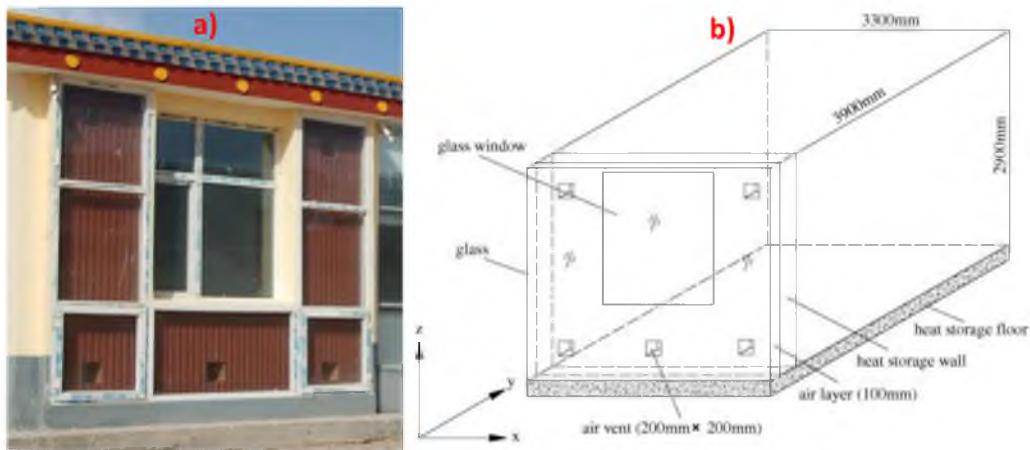 a)
b)
3300mm
3900mm
2900mm
glass window
glass
heat storage floor
heat storage wall
air layer (100mm)
air vent (200mm× 200mm)
z
y
x